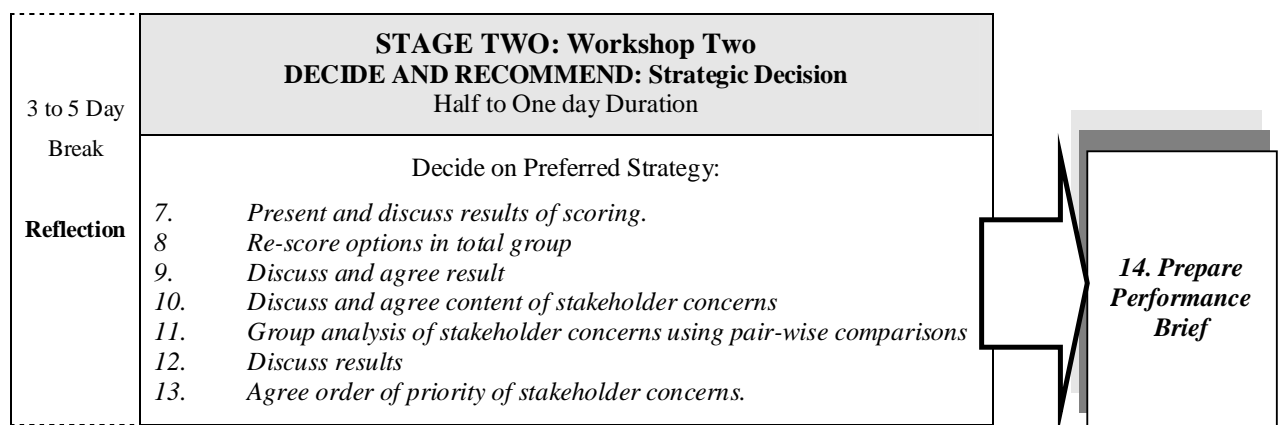 3 to 5 Day
Break
Reflection
STAGE TWO: Workshop Two
DECIDE AND RECOMMEND: Strategic Decision
Half to One day Duration
Decide on Preferred Strategy:
7. Present and discuss results of scoring.
8 Re-score options in total group
9. Discuss and agree result
10. Discuss and agree content of stakeholder concerns
11. Group analysis of stakeholder concerns using pair-wise comparisons
12. Discuss results
13. Agree order of priority of stakeholder concerns.
14. Prepare
Performance
Brief